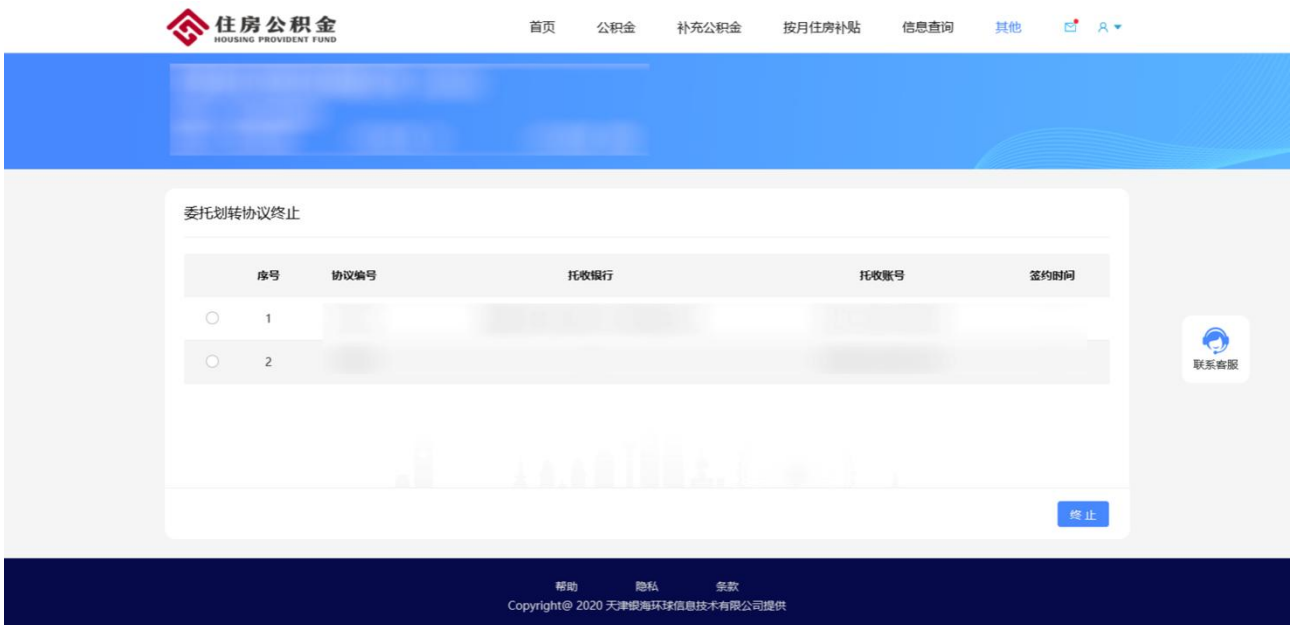 住房公积金
HOUSING PROVIDENT FUND
首页 公积金 补充公积金 按月住房补贴 信息查询 其他
委托划转协议终止
序号 协议编号 托收银行 托收账号 签约时间
1
2
联系客服
终止
帮助 隐私 条款
Copyright@ 2020 天津银海环球信息技术有限公司提供